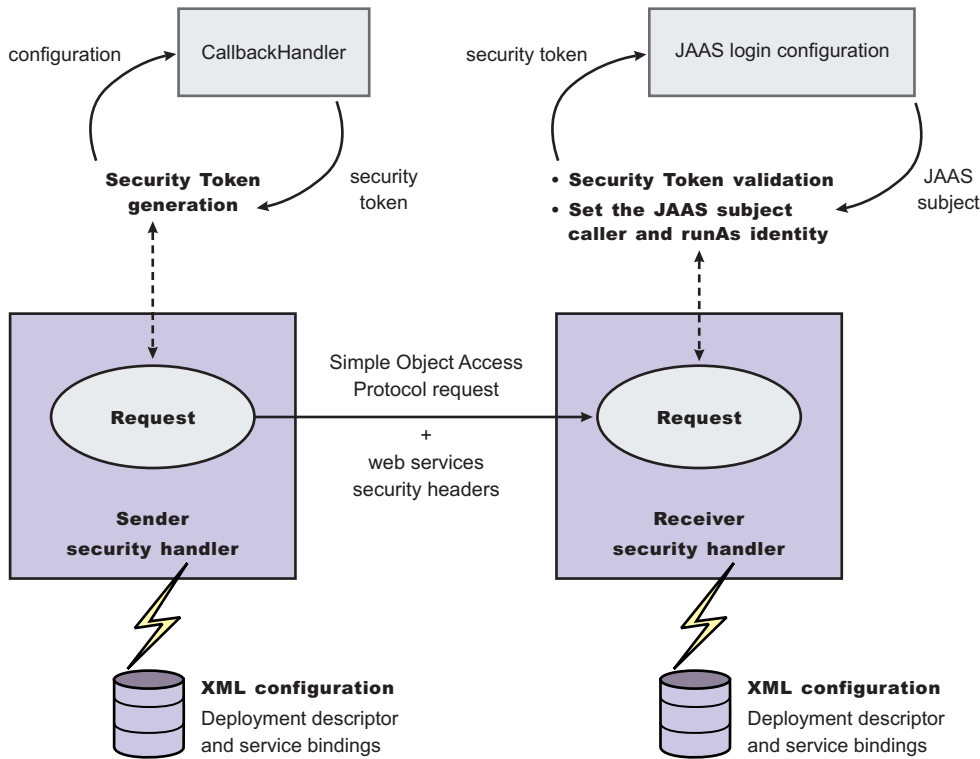 configuration
CallbackHandler
security token
JAAS login configuration
Security Token
generation
security
token
• Security Token validation
• Set the JAAS subject
caller and runAs identity
JAAS
subject
Request
Simple Object Access
Protocol request
+
web services
security headers
Request
Sender
security handler
Receiver
security handler
XML configuration
Deployment descriptor
and service bindings
XML configuration
Deployment descriptor
and service bindings